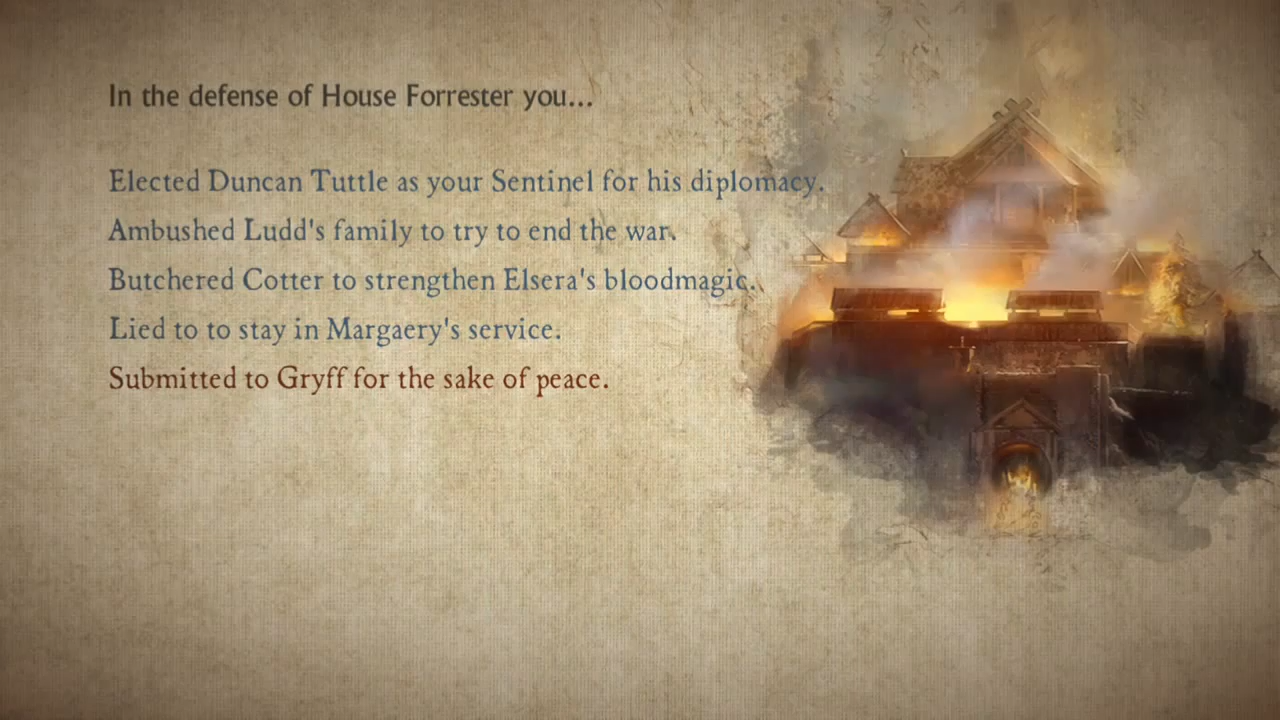 In the defense of House Forrester you...
Elected Duncan Tuttle as your Sentinel for his diplomacy.
Ambushed Ludd's family to try to end the war.
Butchered Cotter to strengthen Elsera's bloodmagic.
Lied to to stay in Margaery's service.
Submitted to Gryff for the sake of peace.